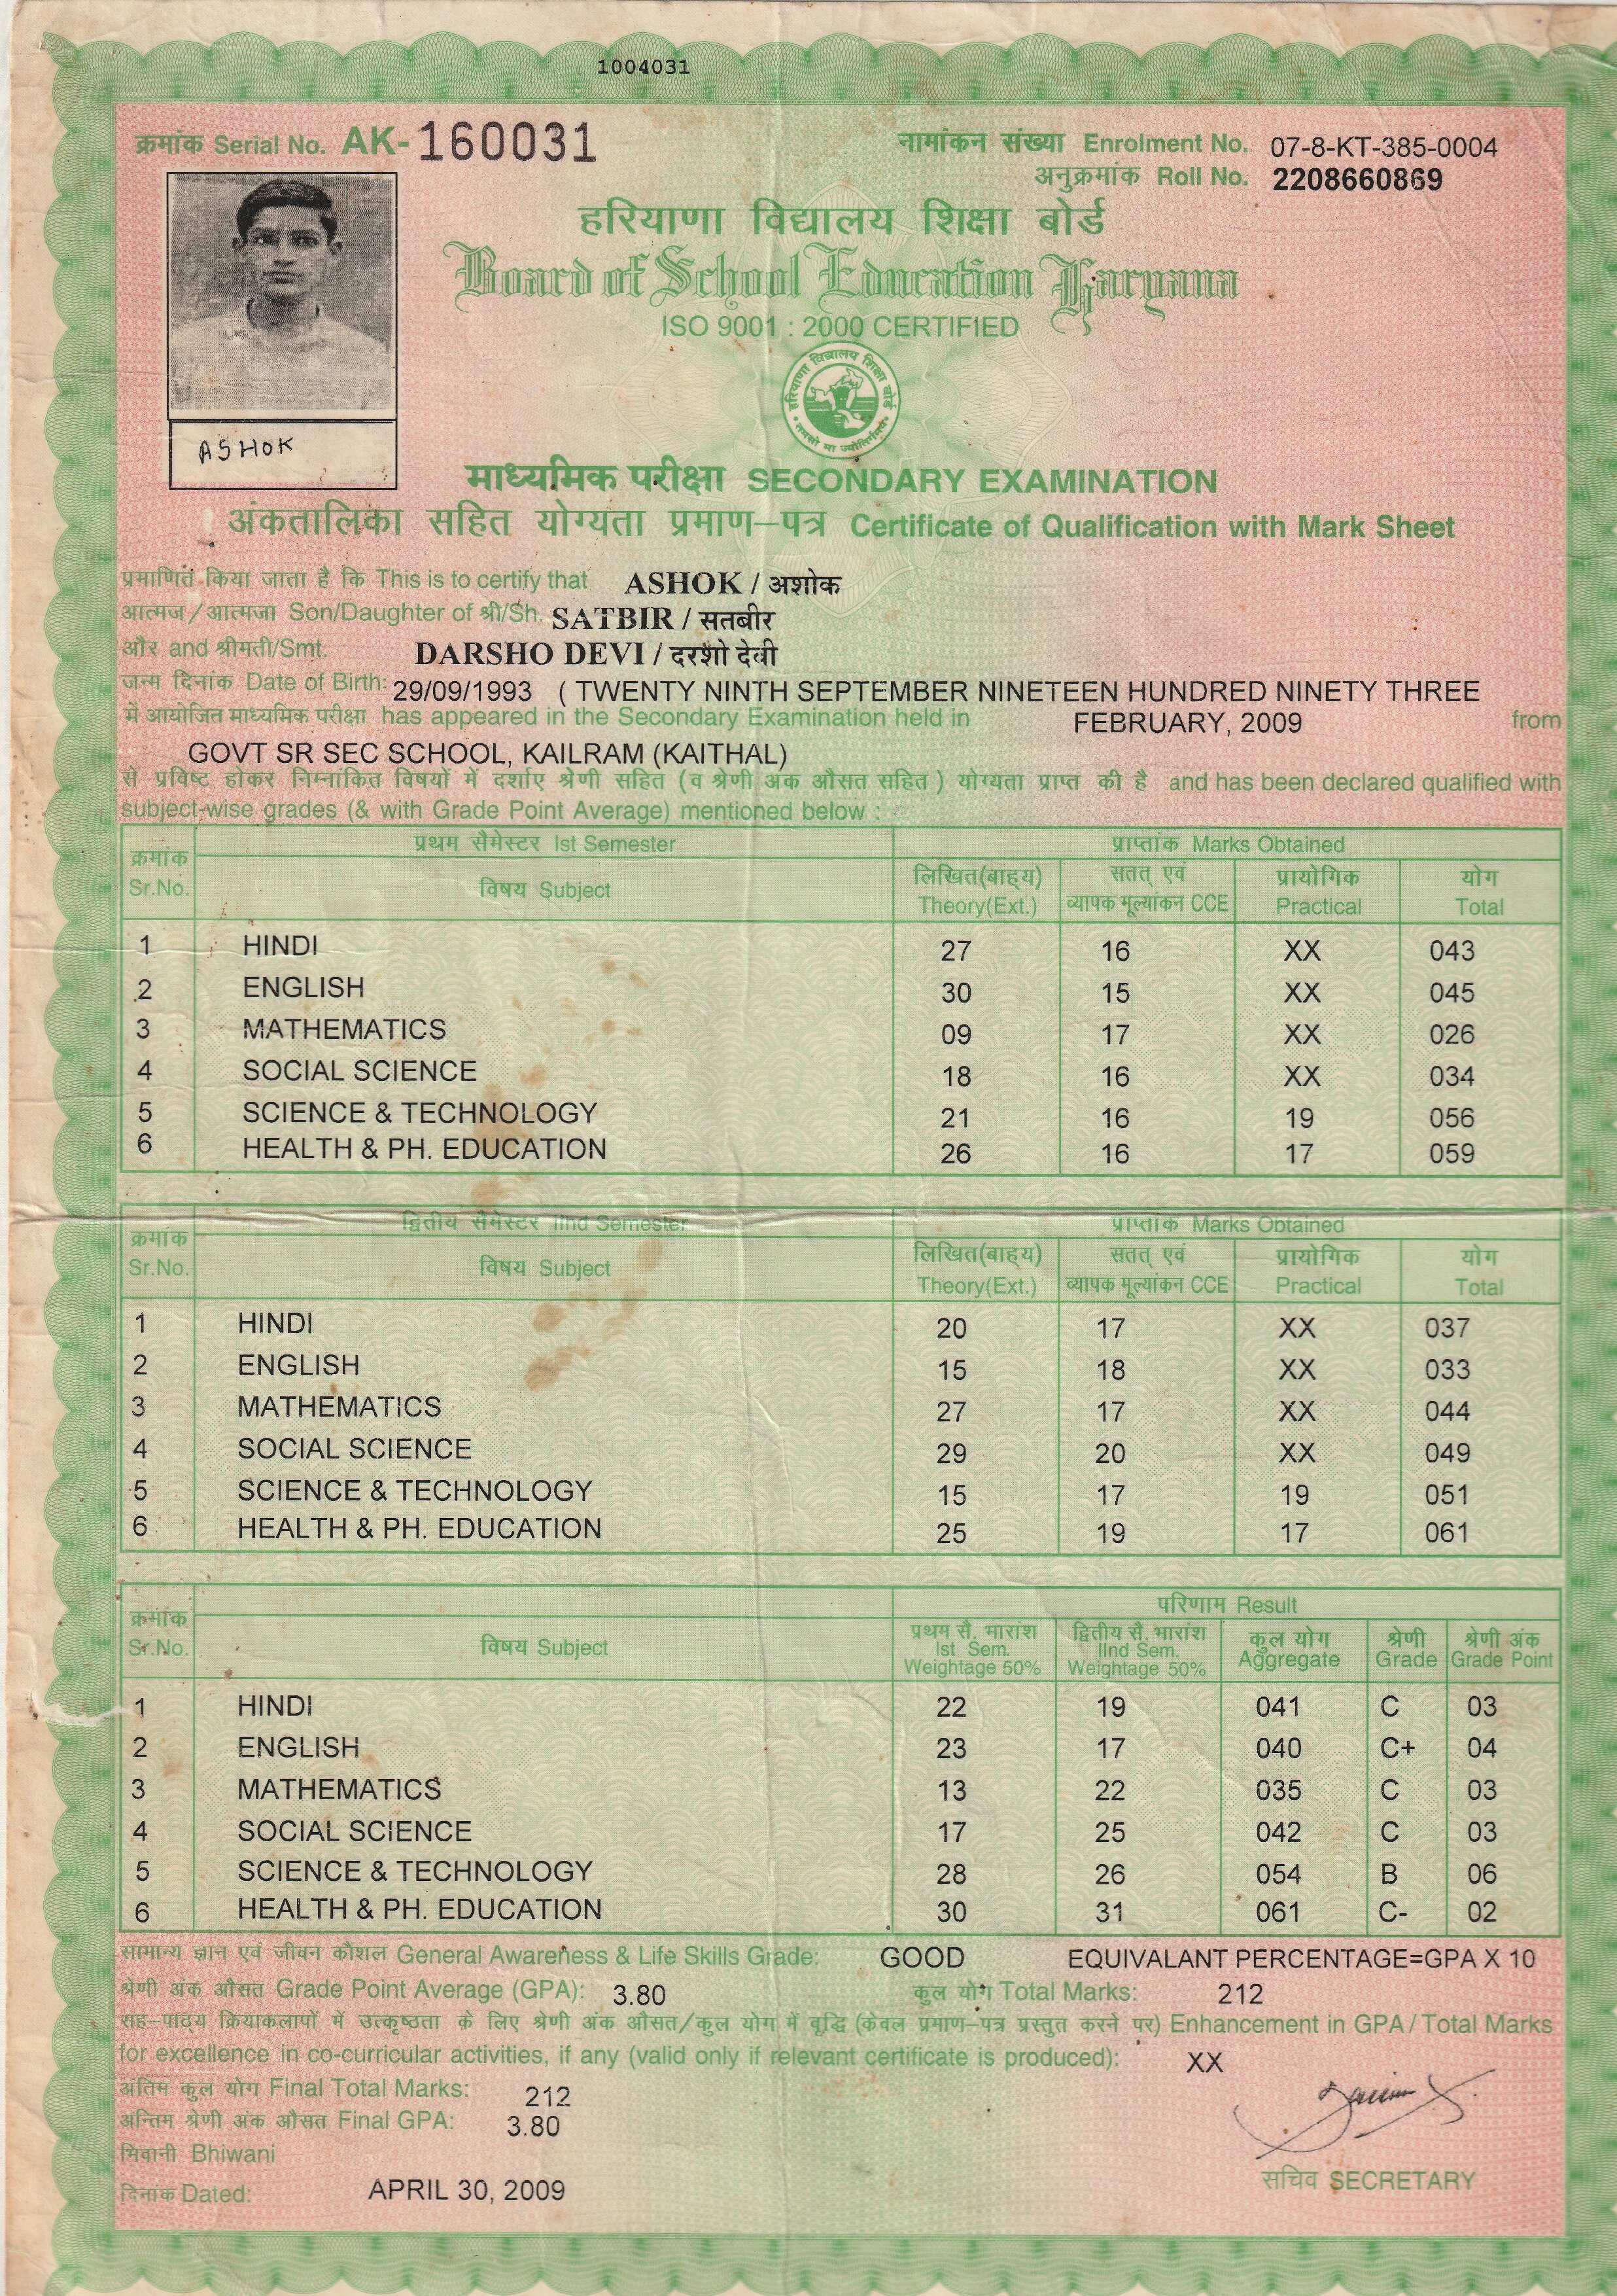 1004031
क्रमांक Serial No. AK- 160031
नामांकन संख्या Enrolment No. 07-8-KT-385-0004
अनुक्रमांक Roll No. 2208660869
हरियाणा विद्यालय शिक्षा बोर्ड
Board of School Education Haryana
ISO 9001 : 2000 CERTIFIED
हरियाणा विद्यालय शिक्षा बोर्ड
तमसो मा ज्योतिर्गमय
ASHOK
माध्यमिक परीक्षा SECONDARY EXAMINATION
अंकतालिका सहित योग्यता प्रमाण-पत्र Certificate of Qualification with Mark Sheet
प्रमाणित किया जाता है कि This is to certify that ASHOK / अशोक
आत्मज/आत्मजा Son/Daughter of श्री/Sh. SATBIR / सतबीर
और and श्रीमती/Smt. DARSHO DEVI / दरशो देवी
जन्म दिनांक Date of Birth: 29/09/1993 ( TWENTY NINTH SEPTEMBER NINETEEN HUNDRED NINETY THREE
में आयोजित माध्यमिक परीक्षा has appeared in the Secondary Examination held in FEBRUARY, 2009 from
GOVT SR SEC SCHOOL, KAILRAM (KAITHAL)
से प्रविष्ट होकर निम्नांकित विषयों में दर्शाए श्रेणी सहित (व श्रेणी अंक औसत सहित) योग्यता प्राप्त की है and has been declared qualified with
subject-wise grades (& with Grade Point Average) mentioned below :
क्रमांक Sr.No. प्रथम सैमेस्टर Ist Semester प्राप्तांक Marks Obtained
विषय Subject लिखित(बाह्य) Theory(Ext.) सतत् एवं व्यापक मूल्यांकन CCE प्रायोगिक Practical योग Total
1 HINDI 27 16 XX 043
2 ENGLISH 30 15 XX 045
3 MATHEMATICS 09 17 XX 026
4 SOCIAL SCIENCE 18 16 XX 034
5 SCIENCE & TECHNOLOGY 21 16 19 056
6 HEALTH & PH. EDUCATION 26 16 17 059
क्रमांक Sr.No. द्वितीय सैमेस्टर IInd Semester प्राप्तांक Marks Obtained
विषय Subject लिखित(बाह्य) Theory(Ext.) सतत् एवं व्यापक मूल्यांकन CCE प्रायोगिक Practical योग Total
1 HINDI 20 17 XX 037
2 ENGLISH 15 18 XX 033
3 MATHEMATICS 27 17 XX 044
4 SOCIAL SCIENCE 29 20 XX 049
5 SCIENCE & TECHNOLOGY 15 17 19 051
6 HEALTH & PH. EDUCATION 25 19 17 061
क्रमांक Sr.No. विषय Subject परिणाम Result
प्रथम सै. भारांश Ist Sem. Weightage 50% द्वितीय सै. भारांश IInd Sem. Weightage 50% कुल योग Aggregate श्रेणी Grade श्रेणी अंक Grade Point
1 HINDI 22 19 041 C 03
2 ENGLISH 23 17 040 C+ 04
3 MATHEMATICS 13 22 035 C 03
4 SOCIAL SCIENCE 17 25 042 C 03
5 SCIENCE & TECHNOLOGY 28 26 054 B 06
6 HEALTH & PH. EDUCATION 30 31 061 C- 02
सामान्य ज्ञान एवं जीवन कौशल General Awareness & Life Skills Grade: GOOD EQUIVALANT PERCENTAGE=GPA X 10
श्रेणी अंक औसत Grade Point Average (GPA): 3.80 कुल योग Total Marks: 212
सह-पाठ्य क्रियाकलापों में उत्कृष्ठता के लिए श्रेणी अंक औसत/कुल योग में वृद्धि (केवल प्रमाण-पत्र प्रस्तुत करने पर) Enhancement in GPA / Total Marks
for excellence in co-curricular activities, if any (valid only if relevant certificate is produced): XX
अंतिम कुल योग Final Total Marks: 212
अन्तिम श्रेणी अंक औसत Final GPA: 3.80
भिवानी Bhiwani
सचिव SECRETARY
दिनांक Dated: APRIL 30, 2009